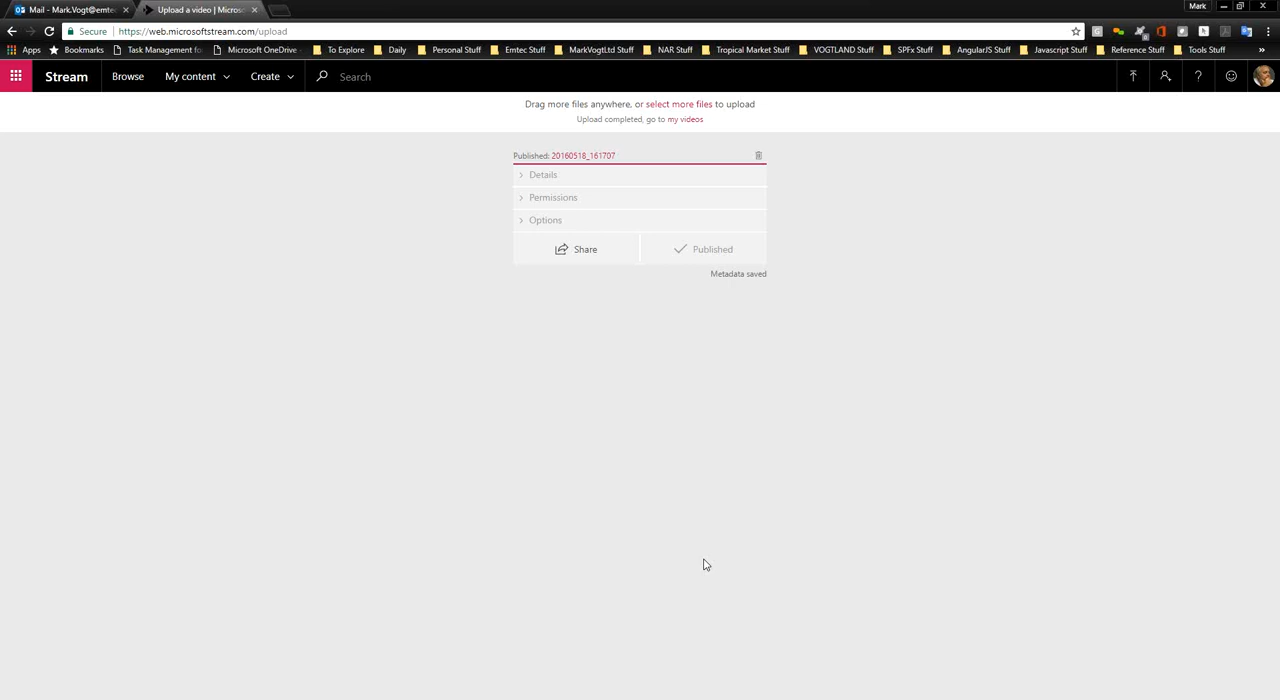 Mail - Mark.Vogt@emte
Upload a video | Micros
Mark
Secure
https://web.microsoftstream.com/upload
Apps
Bookmarks
Task Management fo
Microsoft OneDrive
To Explore
Daily
Personal Stuff
Emtec Stuff
MarkVogtLtd Stuff
NAR Stuff
Tropical Market Stuff
VOGTLAND Stuff
SPFx Stuff
AngularJS Stuff
Javascript Stuff
Reference Stuff
Tools Stuff
»
Stream
Browse
My content
Create
Search
?
Drag more files anywhere, or select more files to upload
Upload completed, go to my videos
Published: 20160518_161707
Details
Permissions
Options
Share
Published
Metadata saved